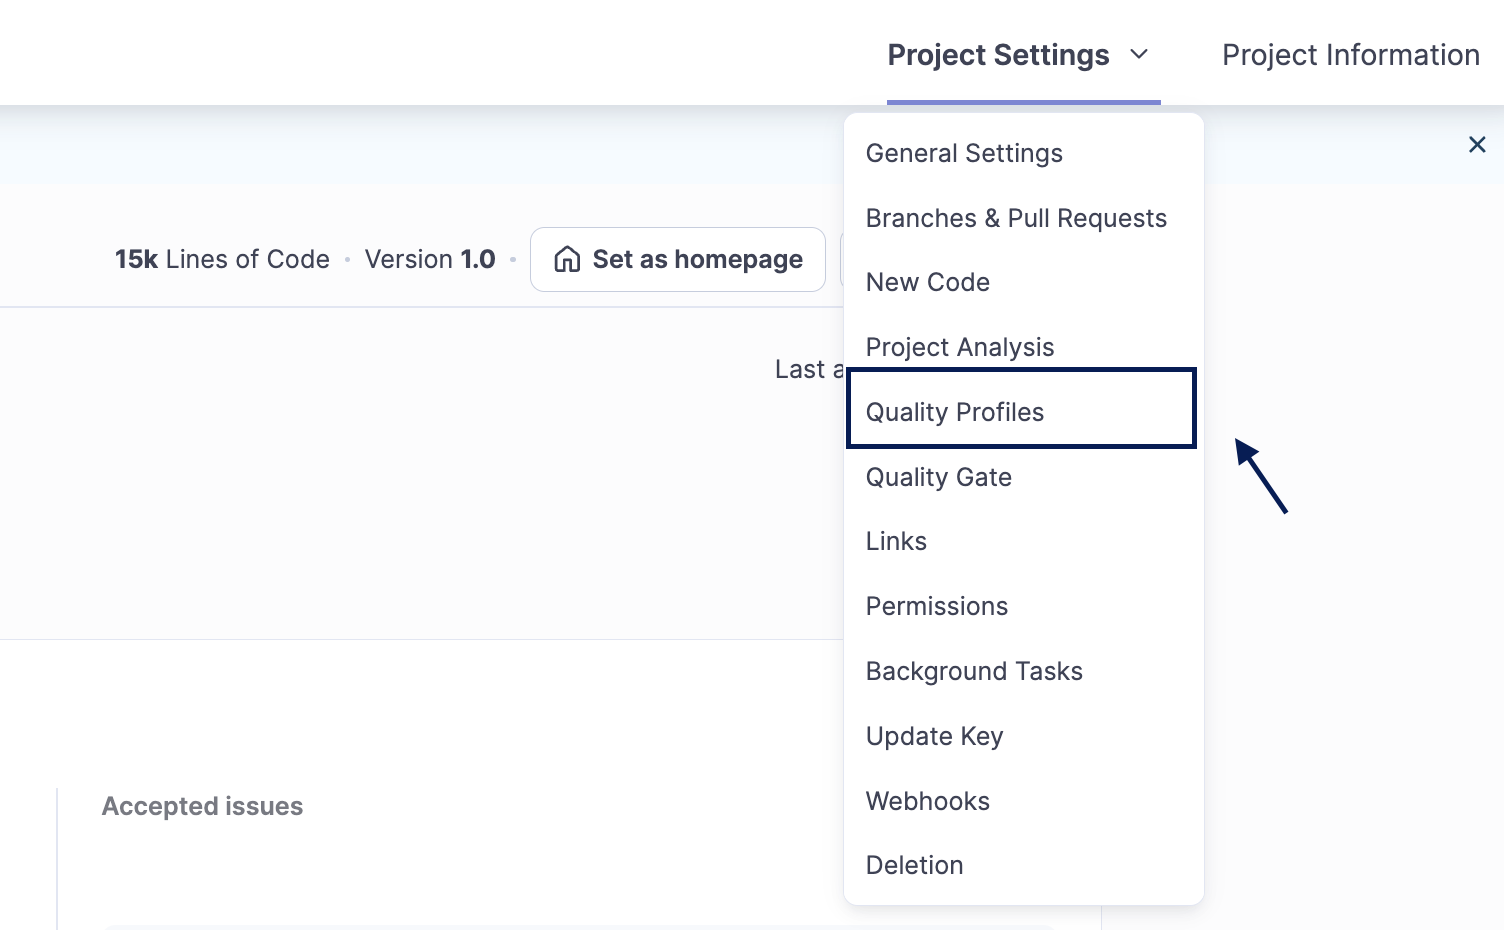 Project Settings
Project Information
General Settings
Branches & Pull Requests
15k Lines of Code · Version 1.0 ·
Set as homepage
New Code
Project Analysis
Last
Quality Profiles
Quality Gate
Links
Permissions
Background Tasks
Update Key
Accepted issues
Webhooks
Deletion